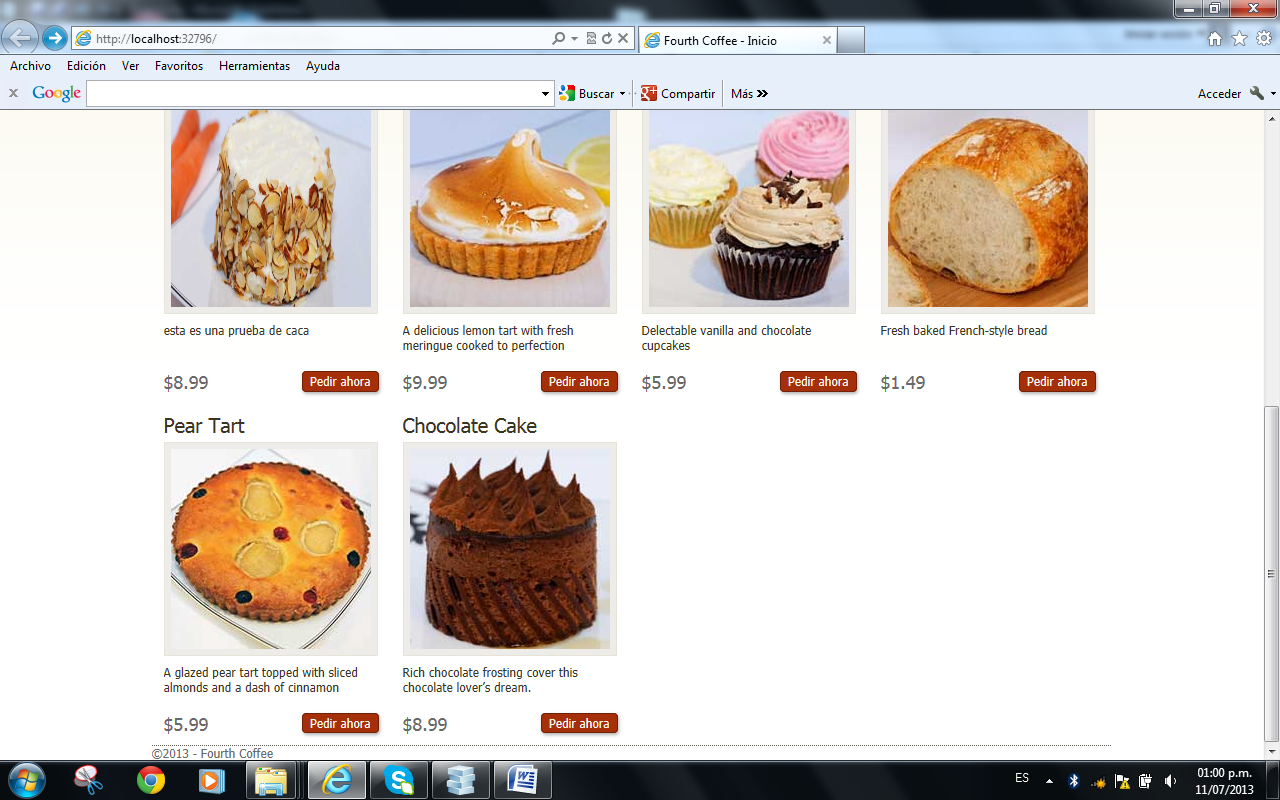 http://localhost:32796/
Fourth Coffee - Inicio
Archivo Edición Ver Favoritos Herramientas Ayuda
x Google Buscar Compartir Más Acceder
esta es una prueba de caca
$8.99 Pedir ahora
A delicious lemon tart with fresh
meringue cooked to perfection
$9.99 Pedir ahora
Delectable vanilla and chocolate
cupcakes
$5.99 Pedir ahora
Fresh baked French-style bread
$1.49 Pedir ahora
Pear Tart
A glazed pear tart topped with sliced
almonds and a dash of cinnamon
$5.99 Pedir ahora
Chocolate Cake
Rich chocolate frosting cover this
chocolate lover’s dream.
$8.99 Pedir ahora
©2013 - Fourth Coffee
ES
01:00 p.m.
11/07/2013